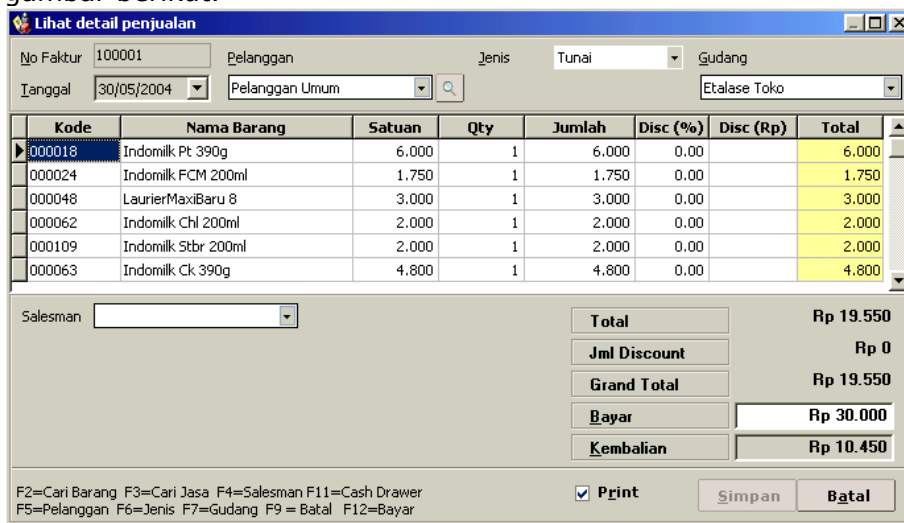 gambar berikut.
Lihat detail penjualan
No Faktur 100001 Pelanggan Jenis Tunai Gudang
Tanggal 30/05/2004 Pelanggan Umum Etalase Toko
Kode Nama Barang Satuan Qty Jumlah Disc (%) Disc (Rp) Total
000018 Indomilk Pt 390g 6.000 1 6.000 0.00 6.000
000024 Indomilk FCM 200ml 1.750 1 1.750 0.00 1.750
000048 LaurierMaxiBaru 8 3.000 1 3.000 0.00 3.000
000062 Indomilk Chl 200ml 2.000 1 2.000 0.00 2.000
000109 Indomilk Stbr 200ml 2.000 1 2.000 0.00 2.000
000063 Indomilk Ck 390g 4.800 1 4.800 0.00 4.800
Salesman
Total Rp 19.550
Jml Discount Rp 0
Grand Total Rp 19.550
Bayar Rp 30.000
Kembalian Rp 10.450
F2=Cari Barang F3=Cari Jasa F4=Salesman F11=Cash Drawer
F5=Pelanggan F6=Jenis F7=Gudang F9 = Batal F12=Bayar
Print Simpan Batal